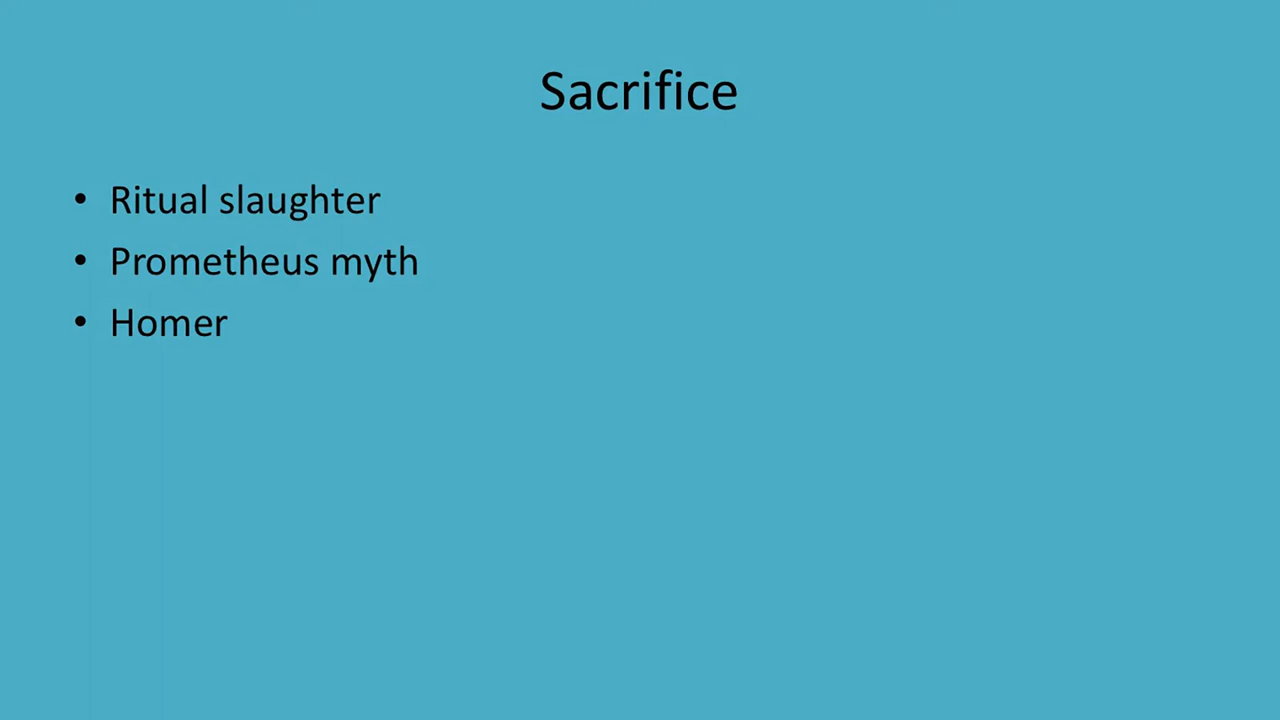 Sacrifice
• Ritual slaughter
• Prometheus myth
• Homer